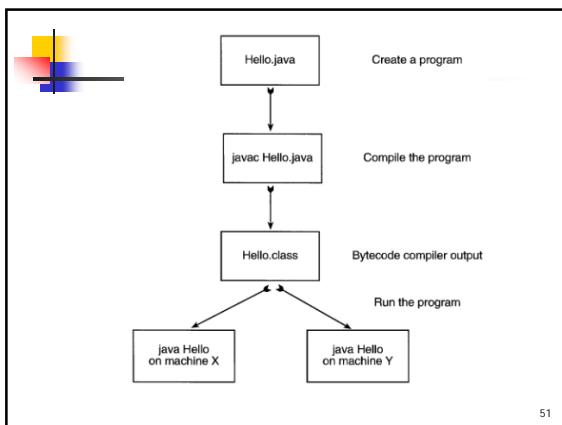 Hello.java
Create a program
javac Hello.java
Compile the program
Hello.class
Bytecode compiler output
Run the program
java Hello
on machine X
java Hello
on machine Y
51